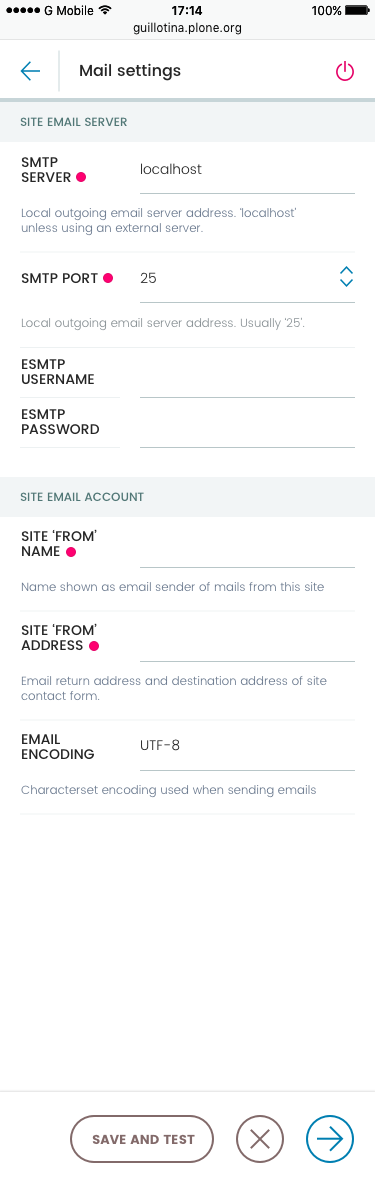 G Mobile 17:14 100%
guillotina.plone.org
Mail settings
SITE EMAIL SERVER
SMTP
SERVER
localhost
Local outgoing email server address. 'localhost'
unless using an external server.
SMTP PORT
25
Local outgoing email server address. Usually '25'.
ESMTP
USERNAME
ESMTP
PASSWORD
SITE EMAIL ACCOUNT
SITE ‘FROM’
NAME
Name shown as email sender of mails from this site
SITE ‘FROM’
ADDRESS
Email return address and destination address of site
contact form.
EMAIL
ENCODING
UTF-8
Characterset encoding used when sending emails
SAVE AND TEST